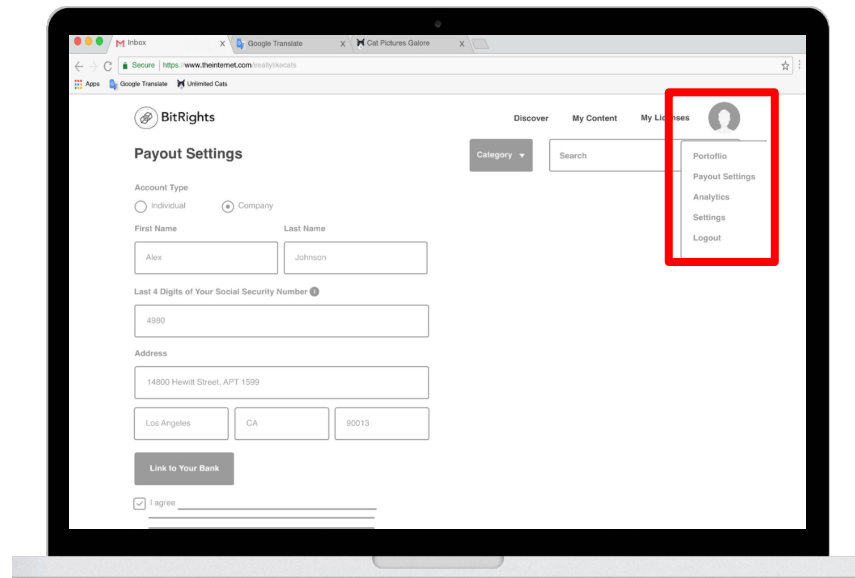 Inbox X Google Translate X Cat Pictures Galore X
Secure | https://www.theinternet.com/ireallylikecats
Apps Google Translate Unlimited Cats
BitRights Discover My Content My Licenses
Payout Settings Category Search
Portoflio
Payout Settings
Analytics
Settings
Logout
Account Type
Individual Company
First Name Last Name
Alex Johnson
Last 4 Digits of Your Social Security Number
4980
Address
14800 Hewitt Street, APT 1599
Los Angeles CA 90013
Link to Your Bank
I agree